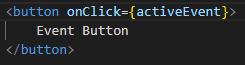 <button onClick={activeEvent}>
    Event Button
</button>